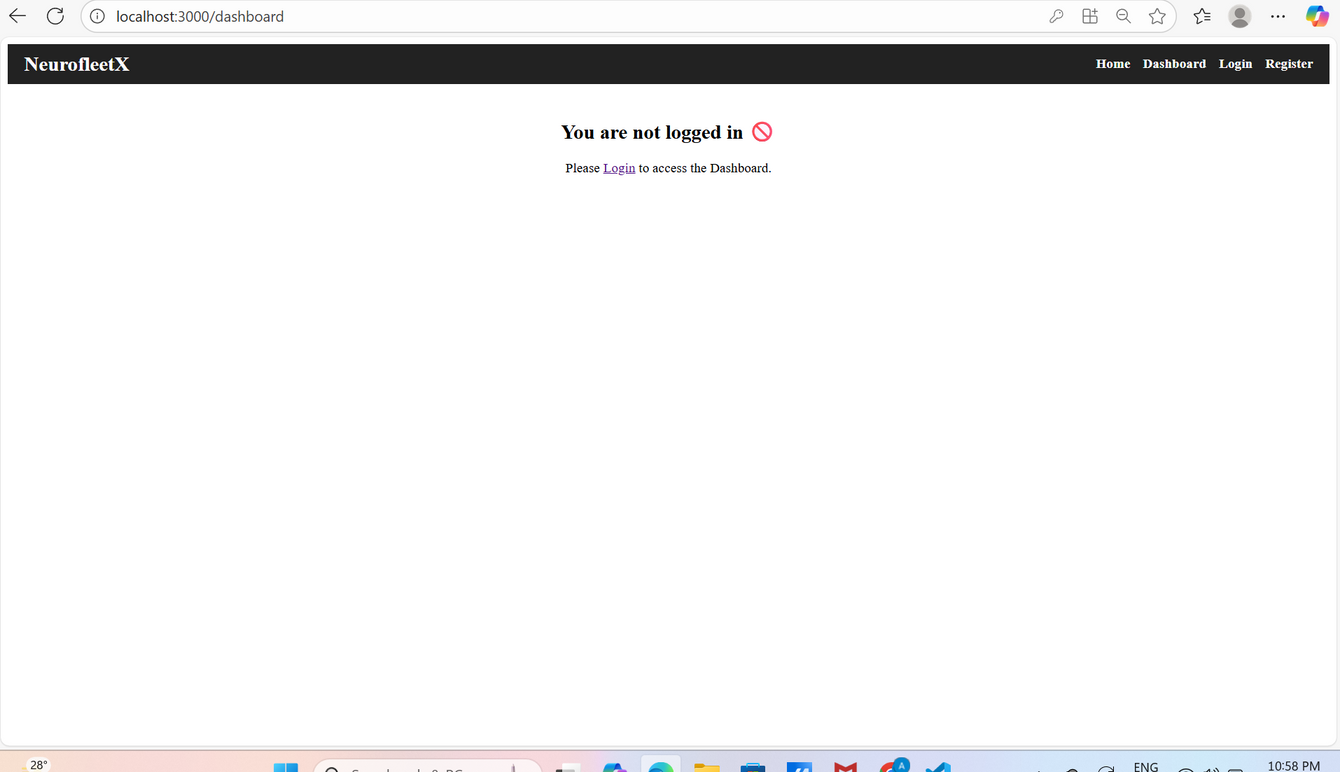 localhost:3000/dashboard
NeurofleetX
Home Dashboard Login Register
You are not logged in 🚫
Please Login to access the Dashboard.
28°
A
ENG
10:58 PM